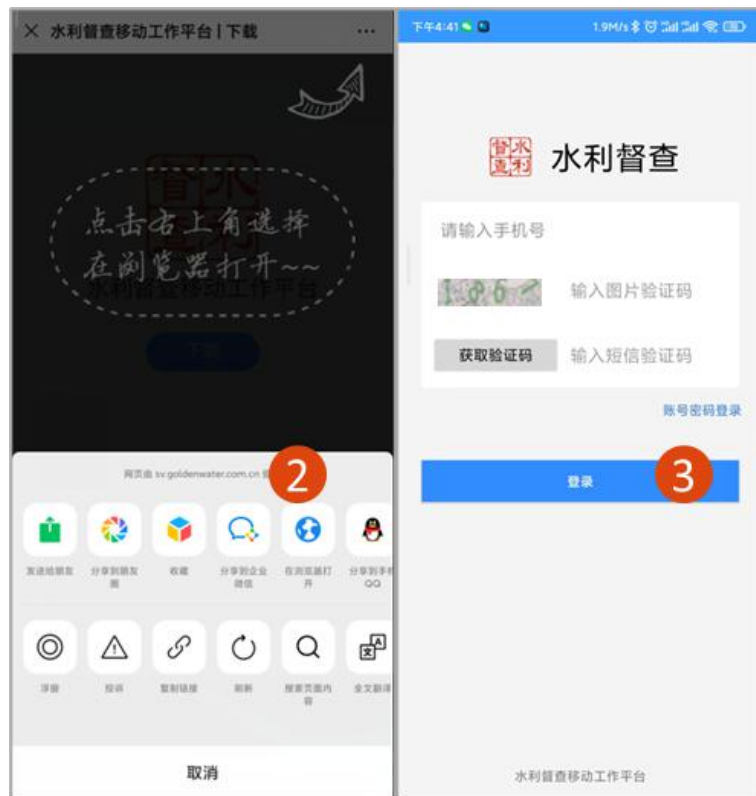 水利督查移动工作平台 | 下载
点击右上角选择
在浏览器打开~~
水利督查移动工作平台
下载
网页由 sv.goldenwater.com.cn
2
发送给朋友
分享到朋友圈
收藏
分享到企业微信
在浏览器打开
分享到手机QQ
浮窗
投诉
复制链接
刷新
搜索页面内容
全文翻译
取消
下午4:41
1.9M/s
水利督查
水利督查
请输入手机号
输入图片验证码
获取验证码
输入短信验证码
账号密码登录
登录
3
水利督查移动工作平台